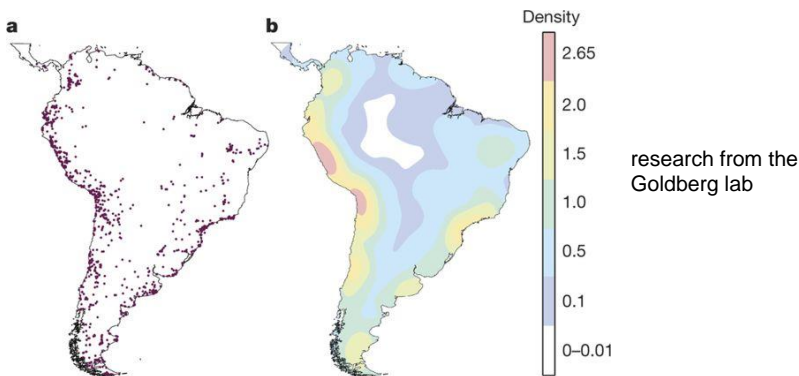 a
b
Density
2.65
2.0
1.5
1.0
0.5
0.1
0–0.01
research from the
Goldberg lab